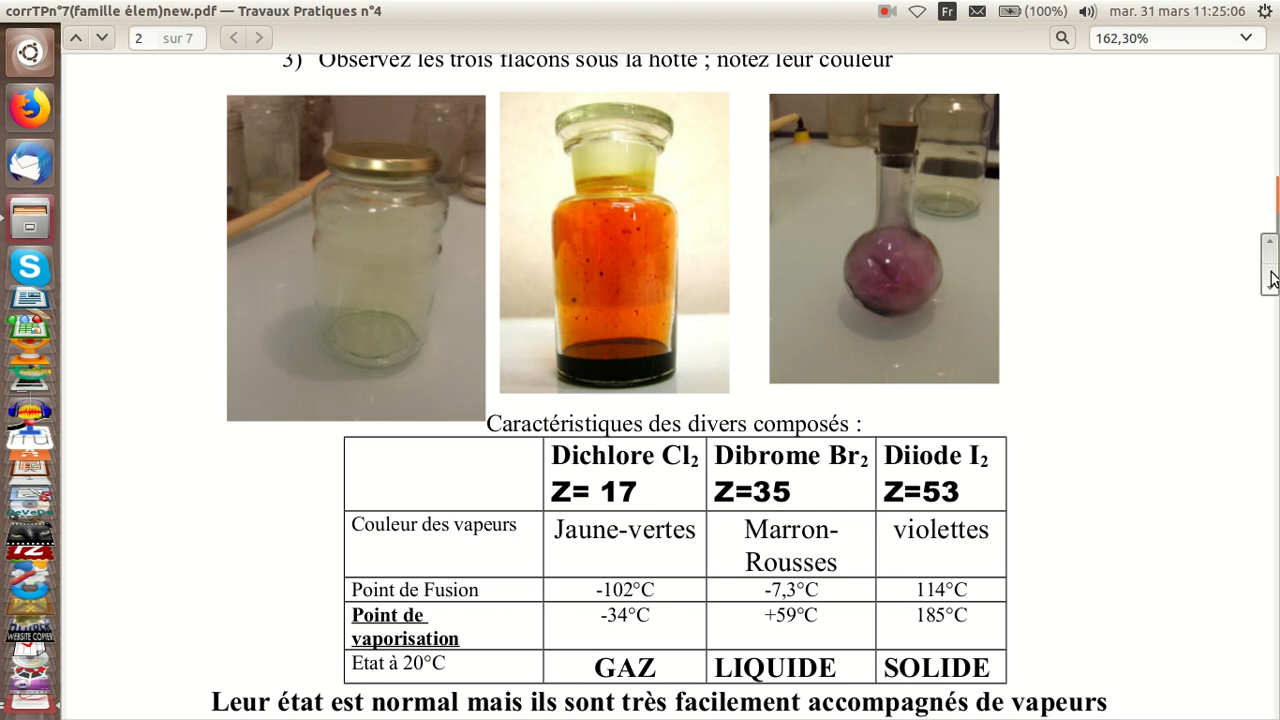 corrTPn°7(famille élem)new.pdf — Travaux Pratiques n°4
Fr
(100%)
mar. 31 mars 11:25:06
2 sur 7
162,30%
3) Observez les trois flacons sous la hotte ; notez leur couleur
Caractéristiques des divers composés :
Dichlore Cl₂ Dibrome Br₂ Diiode I₂
Z= 17 Z=35 Z=53
Couleur des vapeurs Jaune-vertes Marron- violettes
Rousses
Point de Fusion -102°C -7,3°C 114°C
Point de -34°C +59°C 185°C
vaporisation
Etat à 20°C GAZ LIQUIDE SOLIDE
Leur état est normal mais ils sont très facilement accompagnés de vapeurs
WEBSITE COPIER